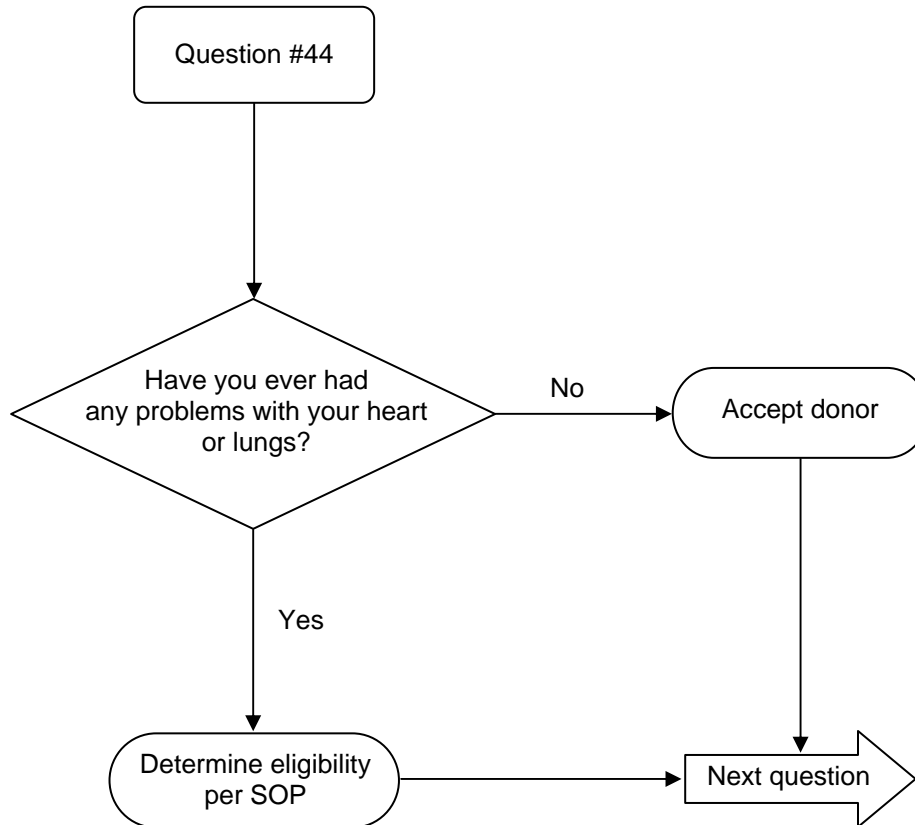 Question #44
Have you ever had
any problems with your heart
or lungs?
No
Accept donor
Yes
Determine eligibility
per SOP
Next question